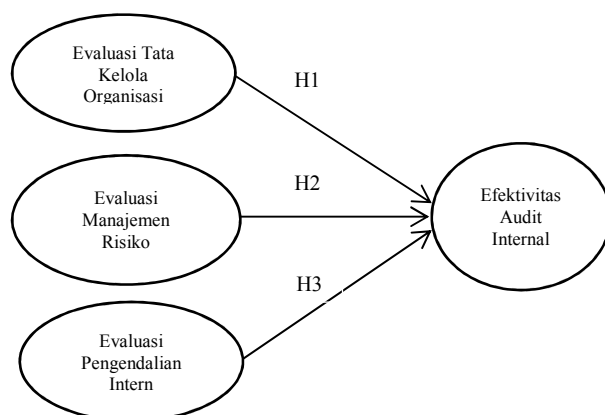 Evaluasi Tata
Kelola
Organisasi
H1
H2
Evaluasi
Manajemen
Risiko
Efektivitas
Audit
Internal
H3
Evaluasi
Pengendalian
Intern